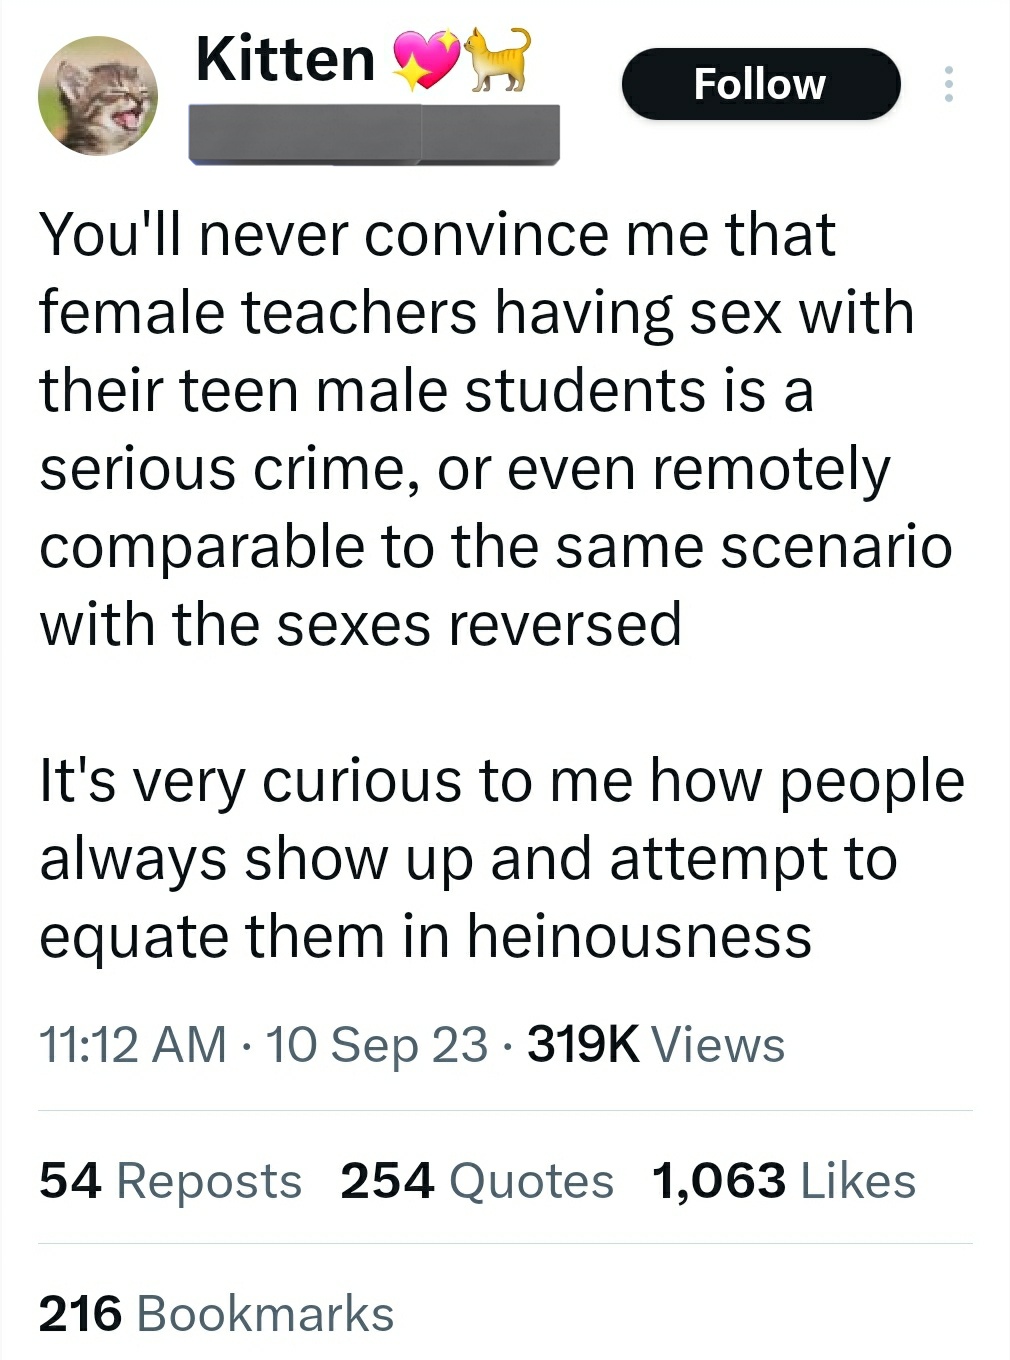 Kitten 💖🐈
Follow
You'll never convince me that
female teachers having sex with
their teen male students is a
serious crime, or even remotely
comparable to the same scenario
with the sexes reversed
It's very curious to me how people
always show up and attempt to
equate them in heinousness
11:12 AM · 10 Sep 23 · 319K Views
54 Reposts 254 Quotes 1,063 Likes
216 Bookmarks